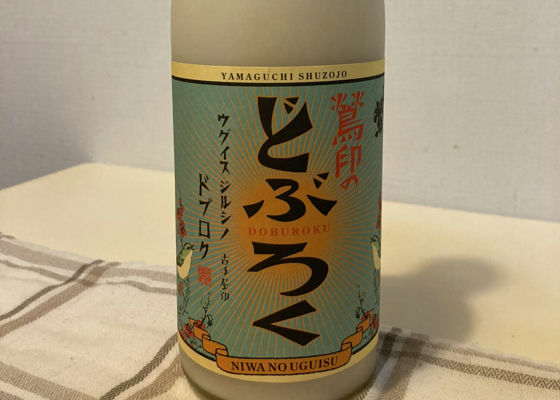 YAMAGUCHI SHUZOJO
鶯印の
どぶろく
DOBUROKU
ウグイスジルシノ
ドブロク
NIWA NO UGUISU